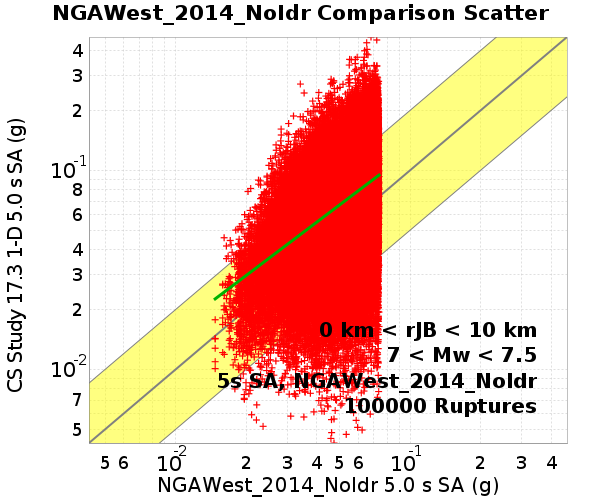 NGAWest_2014_NoIdr Comparison Scatter
CS Study 17.3 1-D 5.0 s SA (g)
4
3
2
10^-1
8
6
4
3
2
10^-2
7
5
0 km < rJB < 10 km
7 < Mw < 7.5
5s SA, NGAWest_2014_NoIdr
100000 Ruptures
5 6 10^-2 2 3 4 5 6 10^-1 2 3 4
NGAWest_2014_NoIdr 5.0 s SA (g)